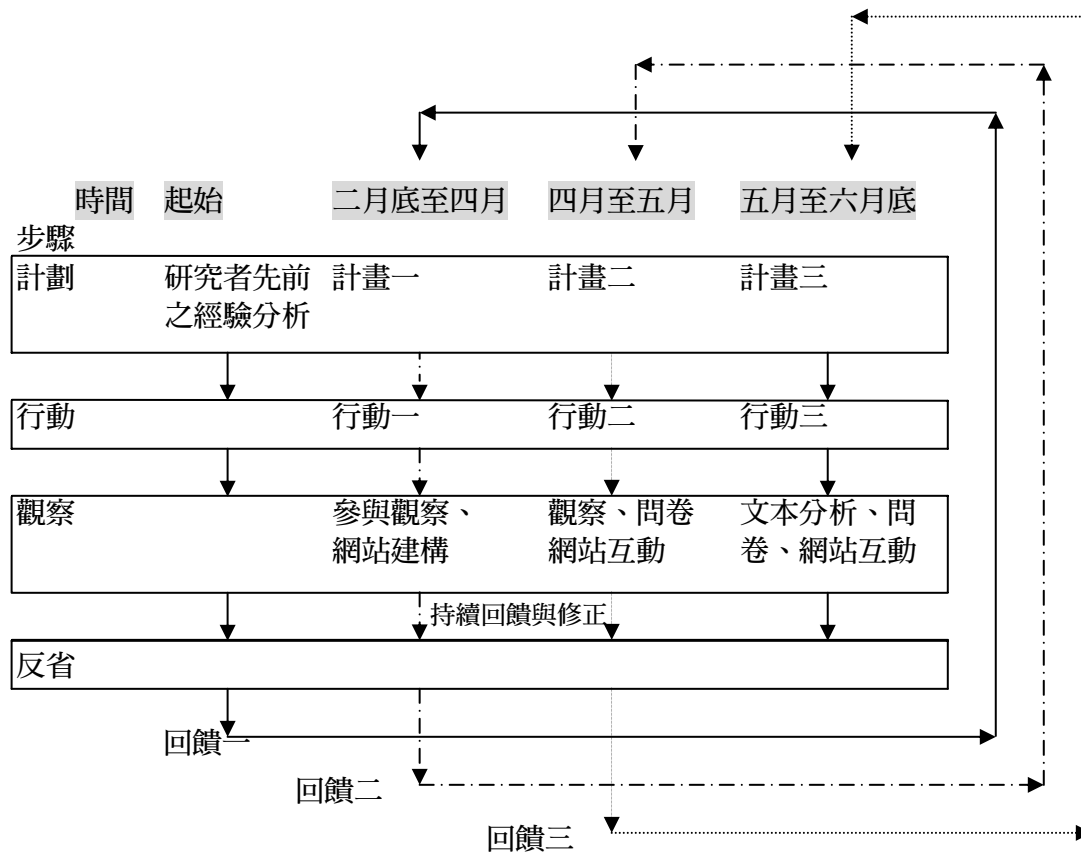 時間 起始 二月底至四月 四月至五月 五月至六月底
步驟
計劃 研究者先前 計畫一 計畫二 計畫三
之經驗分析
行動 行動一 行動二 行動三
觀察 參與觀察、 觀察、問卷 文本分析、問
網站建構 網站互動 卷、網站互動
持續回饋與修正
反省
回饋一
回饋二
回饋三